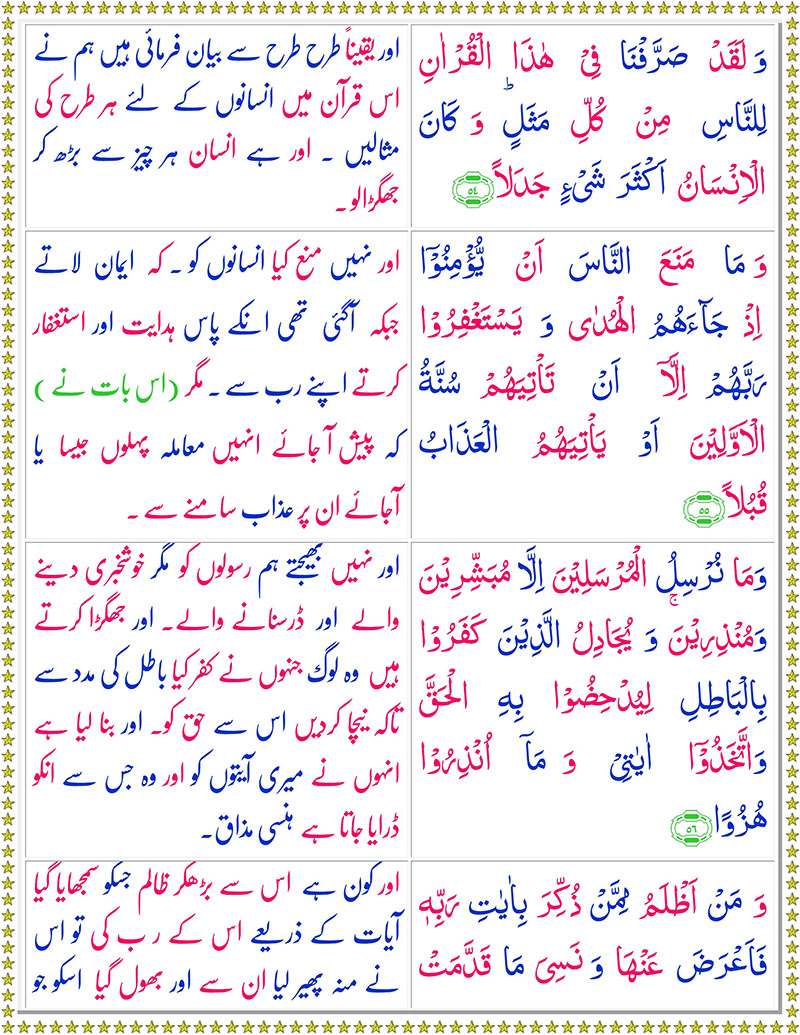 وَ لَقَدْ صَرَّفْنَا فِىْ هٰذَا الْقُرْاٰنِ
لِلنَّاسِ مِنْ كُلِّ مَثَلٍ ؕ وَ كَانَ
الْاِنْسَانُ اَكْثَرَ شَىْءٍ جَدَلًا ٥٤
اور یقیناً طرح طرح سے بیان فرمائی ہیں ہم نے
اس قرآن میں انسانوں کے لئے ہر طرح کی
مثالیں ۔ اور ہے انسان ہر چیز سے بڑھ کر
جھگڑالو ۔
وَ مَا مَنَعَ النَّاسَ اَنْ يُّؤْمِنُوْۤا
اِذْ جَآءَهُمُ الْهُدٰى وَ يَسْتَغْفِرُوْا
رَبَّهُمْ اِلَّاۤ اَنْ تَاْتِيَهُمْ سُنَّةُ
الْاَوَّلِيْنَ اَوْ يَاْتِيَهُمُ الْعَذَابُ
قُبُلًا ٥٥
اور نہیں منع کیا انسانوں کو ۔ کہ ایمان لاتے
جبکہ آگئی تھی انکے پاس ہدایت اور استغفار
کرتے اپنے رب سے ۔ مگر (اس بات نے )
کہ پیش آ جائے انہیں معاملہ پہلوں جیسا یا
آجائے ان پر عذاب سامنے سے ۔
وَمَا نُرْسِلُ الْمُرْسَلِيْنَ اِلَّا مُبَشِّرِيْنَ
وَمُنْذِرِيْنَ ۚ وَ يُجَادِلُ الَّذِيْنَ كَفَرُوْا
بِالْبَاطِلِ لِيُدْحِضُوْا بِهِ الْحَقَّ
وَاتَّخَذُوْۤا اٰيٰتِىْ وَ مَاۤ اُنْذِرُوْا
هُزُوًا ٥٦
اور نہیں بھیجتے ہم رسولوں کو مگر خوشخبری دینے
والے اور ڈرسنانے والے۔ اور جھگڑا کرتے
ہیں وہ لوگ جنہوں نے کفر کیا باطل کی مدد سے
تاکہ نیچا کردیں اس سے حق کو۔ اور بنا لیا ہے
انہوں نے میری آیتوں کو اور وہ جس سے انکو
ڈرایا جاتا ہے ہنسی مذاق۔
وَ مَنْ اَظْلَمُ مِمَّنْ ذُكِّرَ بِاٰيٰتِ رَبِّهٖ
فَاَعْرَضَ عَنْهَا وَ نَسِىَ مَا قَدَّمَتْ
اور کون ہے اس سے بڑھکر ظالم جسکو سمجھایا گیا
آیات کے ذریعے اس کے رب کی تو اس
نے منہ پھیر لیا ان سے اور بھول گیا اسکو جو